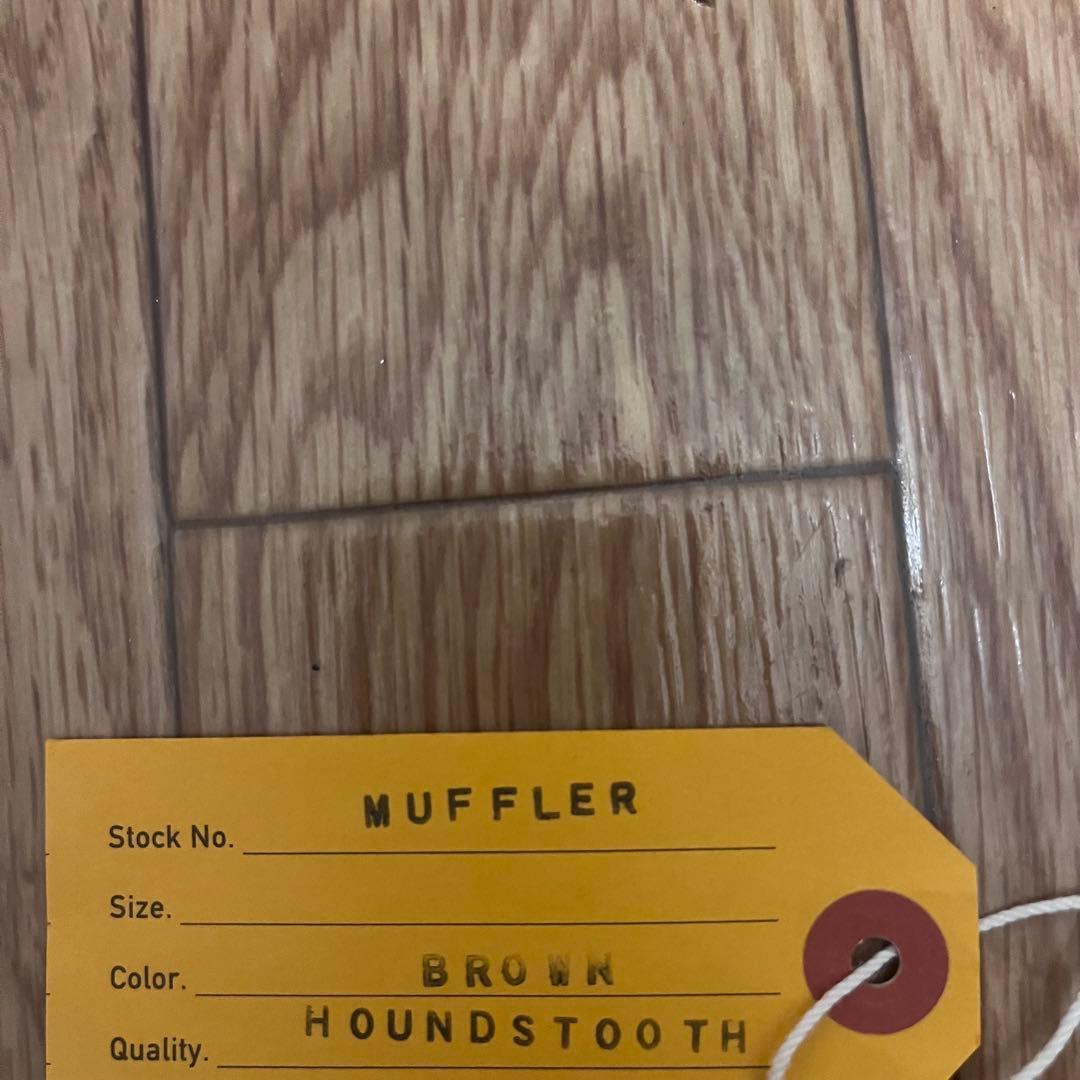 Stock No. MUFFLER
Size.
Color. BROWN
Quality. HOUNDSTOOTH